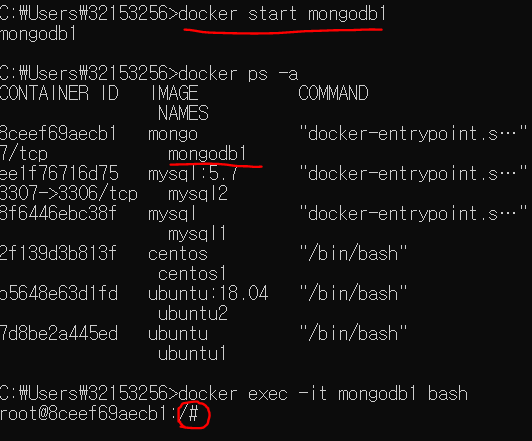 C:₩Users₩32153256>docker start mongodb1
mongodb1
C:₩Users₩32153256>docker ps -a
CONTAINER ID IMAGE COMMAND
NAMES
8ceef69aecb1 mongo "docker-entrypoint.s…"
7/tcp mongodb1
ee1f76716d75 mysql:5.7 "docker-entrypoint.s…"
3307->3306/tcp mysql2
8f6446ebc38f mysql "docker-entrypoint.s…"
mysql1
2f139d3b813f centos "/bin/bash"
centos1
b5648e63d1fd ubuntu:18.04 "/bin/bash"
ubuntu2
7d8be2a445ed ubuntu "/bin/bash"
ubuntu1
C:₩Users₩32153256>docker exec -it mongodb1 bash
root@8ceef69aecb1:/#